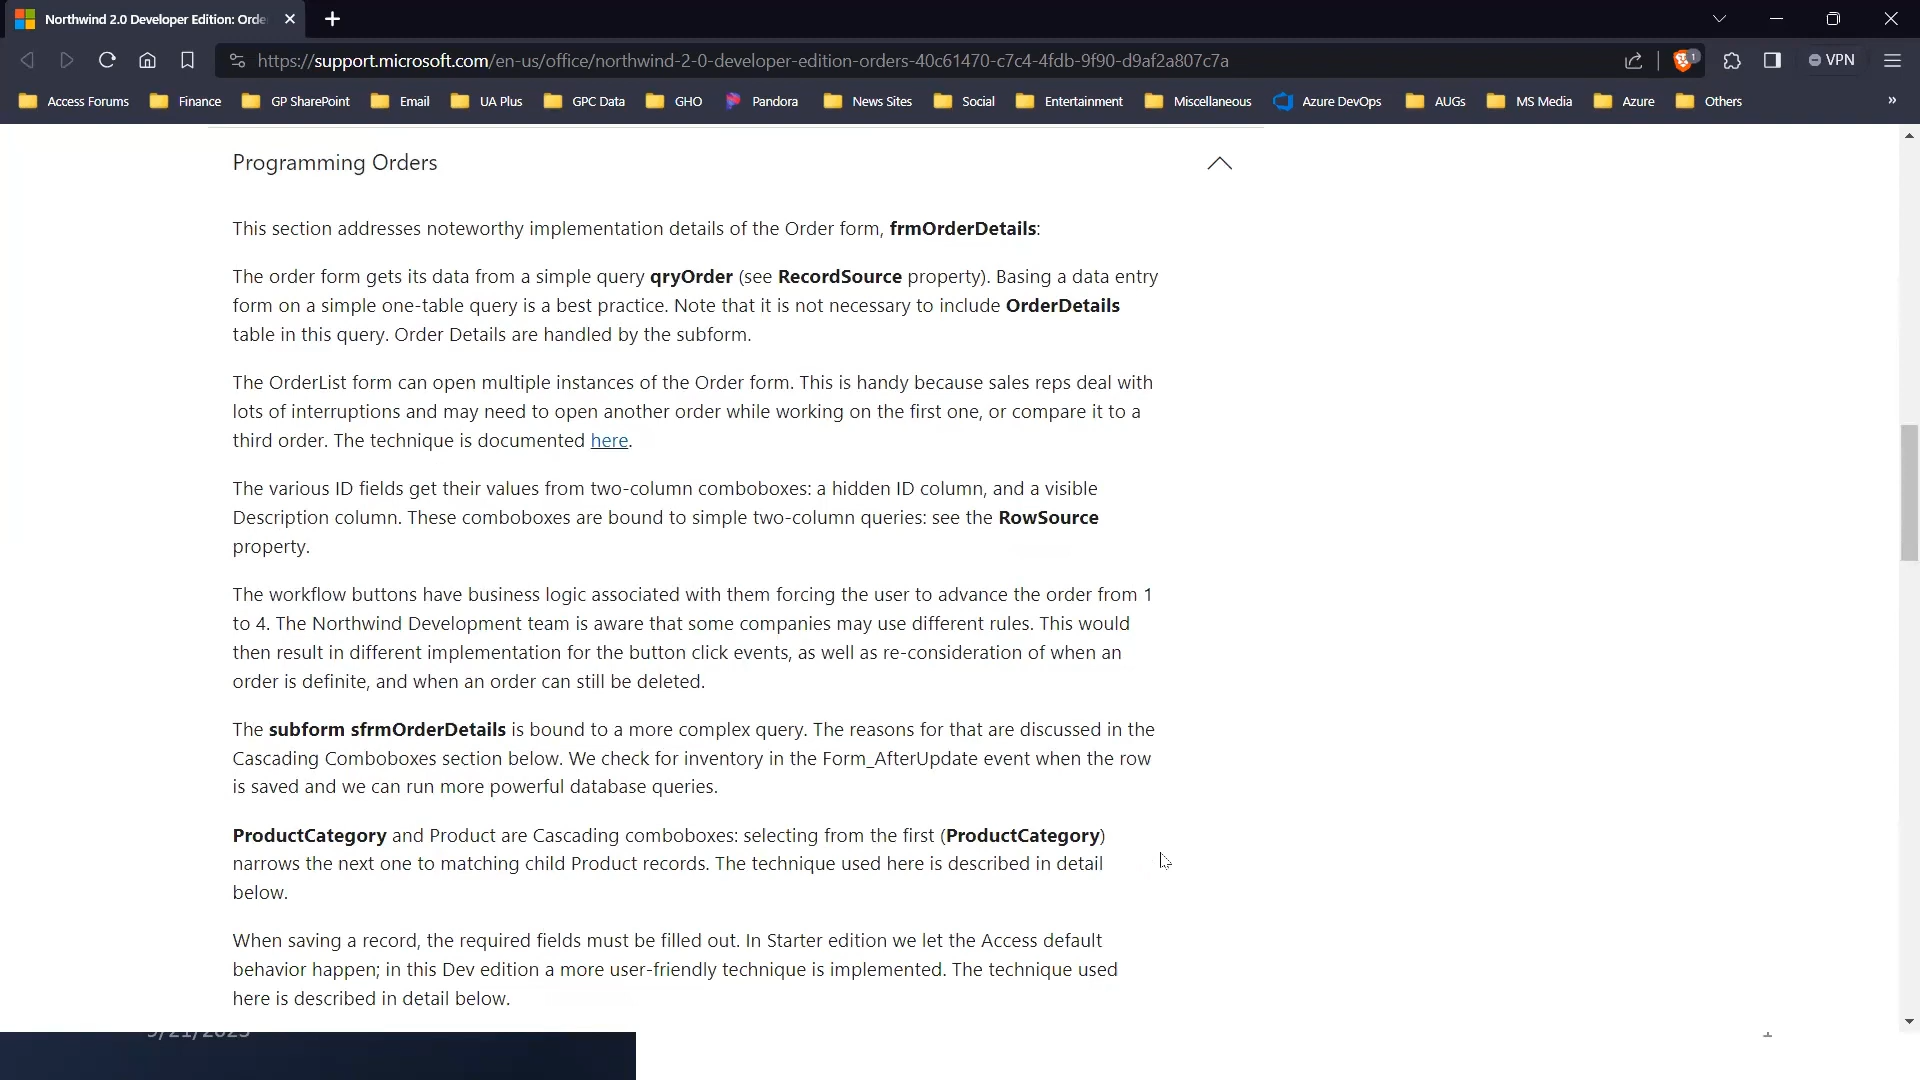 Northwind 2.0 Developer Edition: Orde
https://support.microsoft.com/en-us/office/northwind-2-0-developer-edition-orders-40c61470-c7c4-4fdb-9f90-d9af2a807c7a
1
VPN
Access Forums Finance GP SharePoint Email UA Plus GPC Data GHO Pandora News Sites Social Entertainment Miscellaneous Azure DevOps AUGs MS Media Azure Others »
Programming Orders
This section addresses noteworthy implementation details of the Order form, frmOrderDetails:
The order form gets its data from a simple query qryOrder (see RecordSource property). Basing a data entry
form on a simple one-table query is a best practice. Note that it is not necessary to include OrderDetails
table in this query. Order Details are handled by the subform.
The OrderList form can open multiple instances of the Order form. This is handy because sales reps deal with
lots of interruptions and may need to open another order while working on the first one, or compare it to a
third order. The technique is documented here.
The various ID fields get their values from two-column comboboxes: a hidden ID column, and a visible
Description column. These comboboxes are bound to simple two-column queries: see the RowSource
property.
The workflow buttons have business logic associated with them forcing the user to advance the order from 1
to 4. The Northwind Development team is aware that some companies may use different rules. This would
then result in different implementation for the button click events, as well as re-consideration of when an
order is definite, and when an order can still be deleted.
The subform sfrmOrderDetails is bound to a more complex query. The reasons for that are discussed in the
Cascading Comboboxes section below. We check for inventory in the Form_AfterUpdate event when the row
is saved and we can run more powerful database queries.
ProductCategory and Product are Cascading comboboxes: selecting from the first (ProductCategory)
narrows the next one to matching child Product records. The technique used here is described in detail
below.
When saving a record, the required fields must be filled out. In Starter edition we let the Access default
behavior happen; in this Dev edition a more user-friendly technique is implemented. The technique used
here is described in detail below.